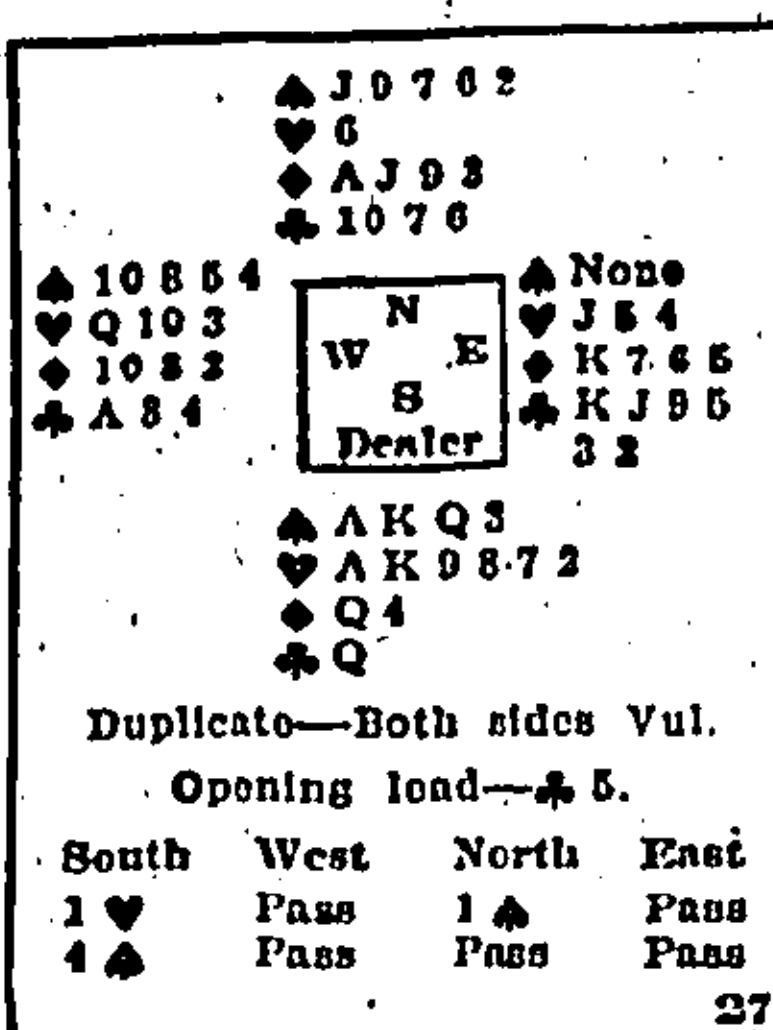 ♠ J 9 7 6 2
♥ 6
♦ A J 9 3
♣ 10 7 6
♠ 10 8 5 4
♥ Q 10 3
♦ 10 8 2
♣ A 8 4
N
W E
S
Dealer
♠ None
♥ J 5 4
♦ K 7 6 5
♣ K J 9 5
3 2
♠ A K Q 3
♥ A K 9 8 7 2
♦ Q 4
♣ Q
Duplicate—Both sides Vul.
Opening lead—♣ 5.
South West North East
1 ♥ Pass 1 ♠ Pass
4 ♠ Pass Pass Pass
27